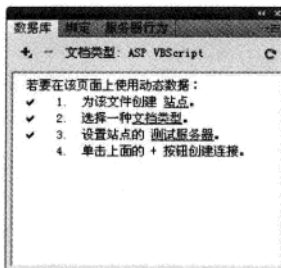 数据库 绑定 服务器行为
+ - 文档类型: ASP VBScript
若要在该页面上使用动态数据:
✔ 1. 为该文件创建 站点。
✔ 2. 选择一种文档类型。
✔ 3. 设置站点的 测试服务器。
4. 单击上面的 + 按钮创建连接。